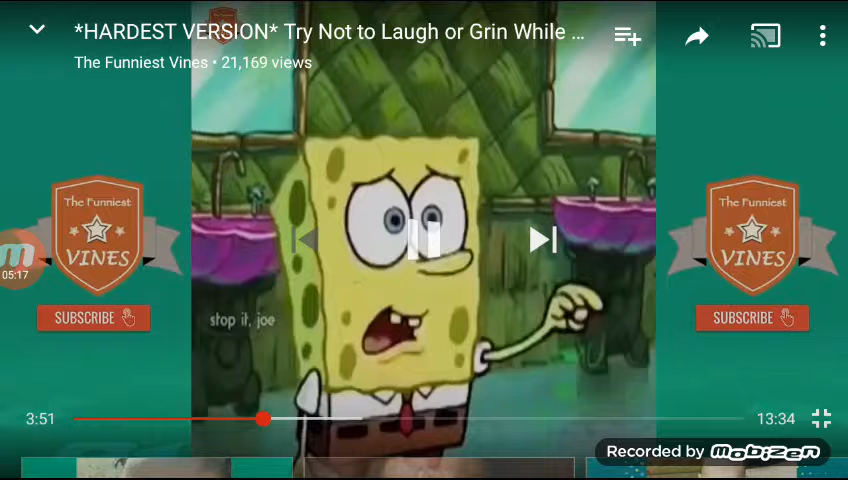 *HARDEST VERSION* Try Not to Laugh or Grin While ...
The Funniest Vines • 21,169 views
The Funniest
VINES
SUBSCRIBE
The Funniest
VINES
SUBSCRIBE
m
05:17
stop it, joe
3:51
13:34
Recorded by MOBIZEN